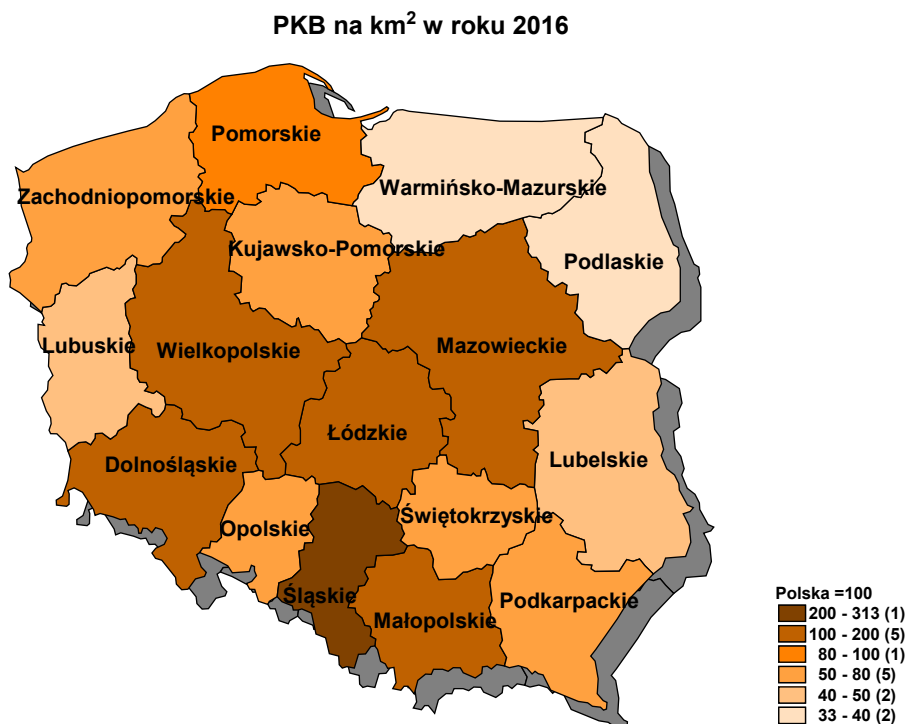 PKB na km² w roku 2016
Pomorskie
Zachodniopomorskie
Warmińsko-Mazurskie
Kujawsko-Pomorskie
Podlaskie
Lubuskie
Wielkopolskie
Mazowieckie
Łódzkie
Dolnośląskie
Lubelskie
Opolskie
Świętokrzyskie
Śląskie
Małopolskie
Podkarpackie
Polska =100
200 - 313 (1)
100 - 200 (5)
80 - 100 (1)
50 - 80 (5)
40 - 50 (2)
33 - 40 (2)